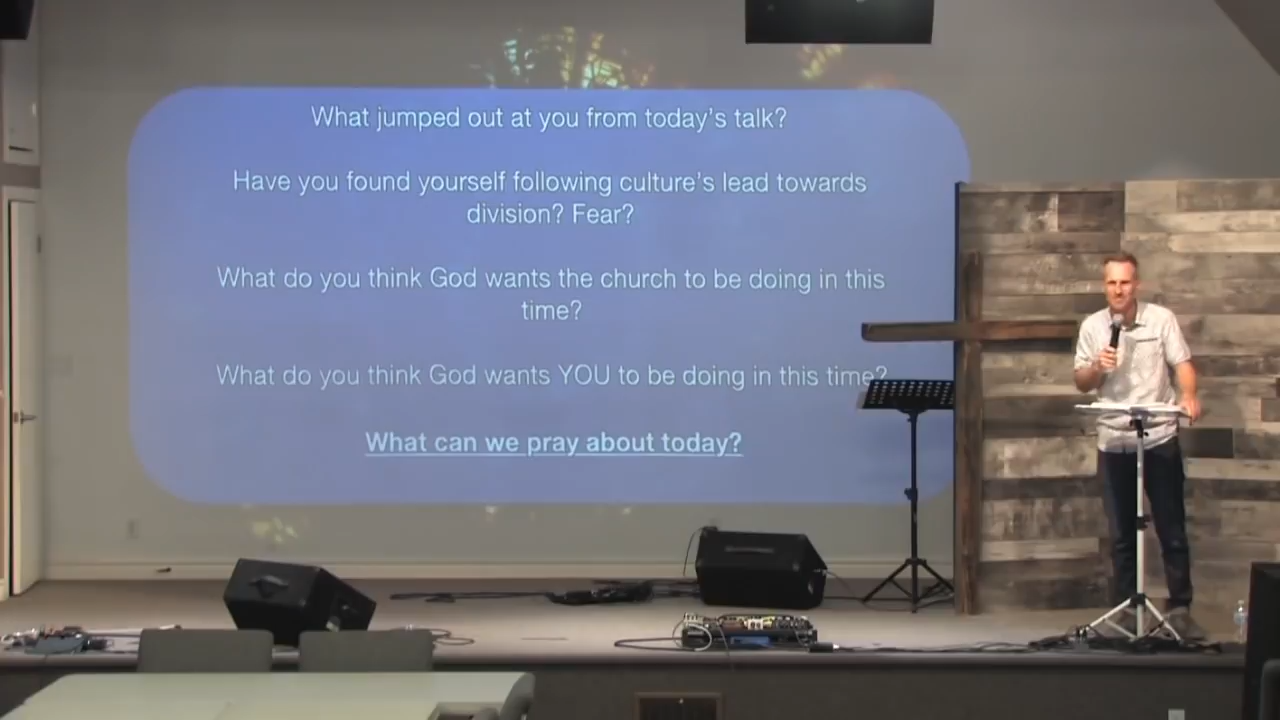 What jumped out at you from today's talk?
Have you found yourself following culture's lead towards
division? Fear?
What do you think God wants the church to be doing in this
time?
What do you think God wants YOU to be doing in this time?
What can we pray about today?